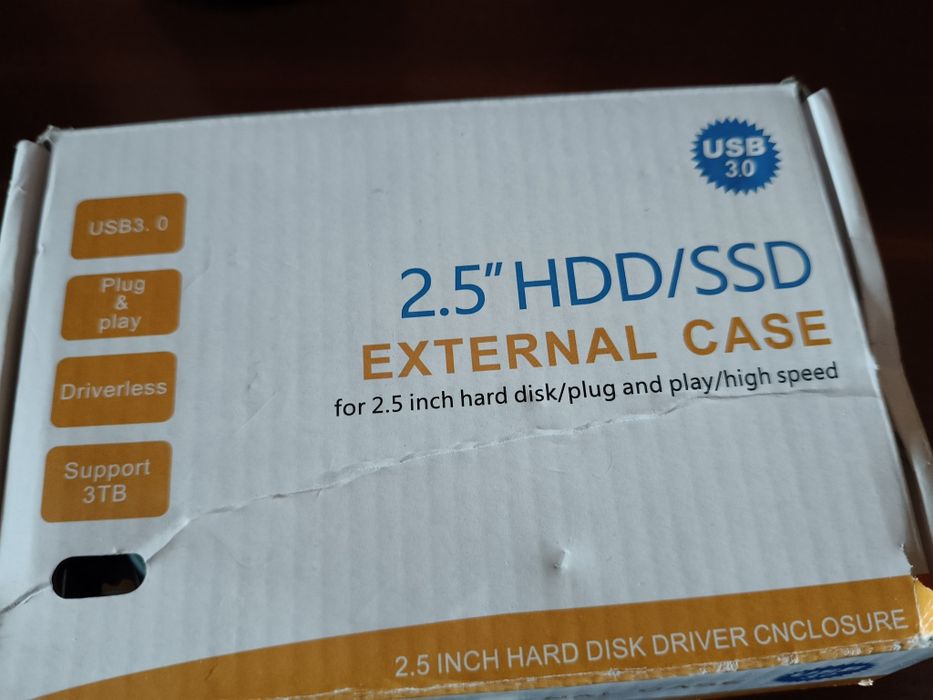 USB
3.0
USB3. 0
Plug
&
play
Driverless
Support
3TB
2.5" HDD/SSD
EXTERNAL CASE
for 2.5 inch hard disk/plug and play/high speed
2.5 INCH HARD DISK DRIVER CNCLOSURE